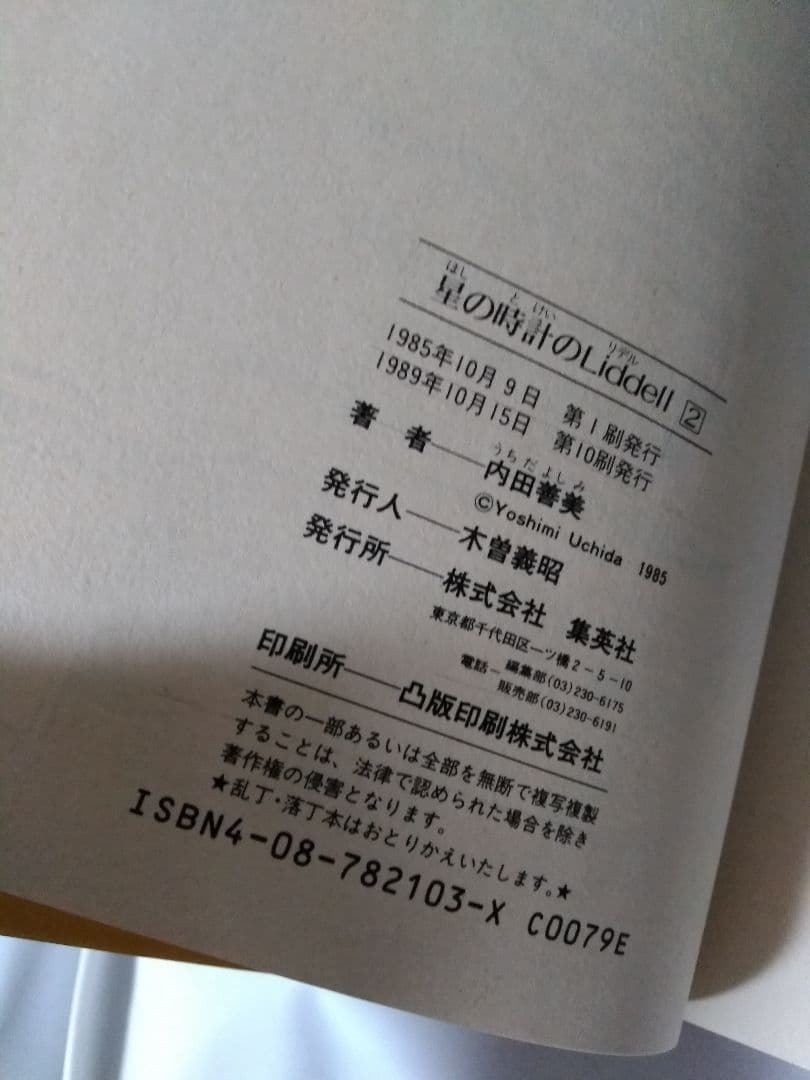 星の時計のLiddell 2
1985年10月9日 第1刷発行
1989年10月15日 第10刷発行
著 者——内田善美
©Yoshimi Uchida 1985
発行人——木曽義昭
発行所——株式会社 集英社
東京都千代田区一ツ橋2-5-10
電話— 編集部(03)230-6175
販売部(03)230-6191
印刷所——凸版印刷株式会社
本書の一部あるいは全部を無断で複写複製
することは、法律で認められた場合を除き
著作権の侵害となります。
★乱丁・落丁本はおとりかえいたします。★
ISBN4-08-782103-X C0079E